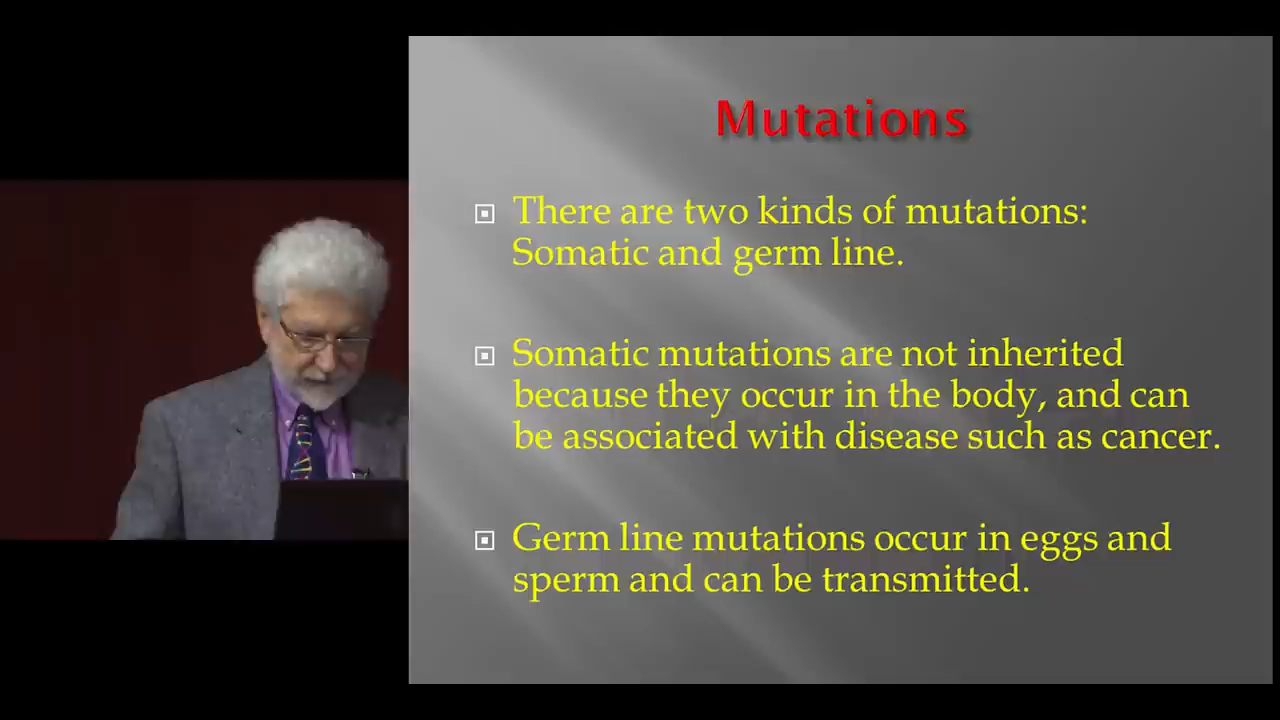 Mutations
There are two kinds of mutations:
Somatic and germ line.
Somatic mutations are not inherited
because they occur in the body, and can
be associated with disease such as cancer.
Germ line mutations occur in eggs and
sperm and can be transmitted.